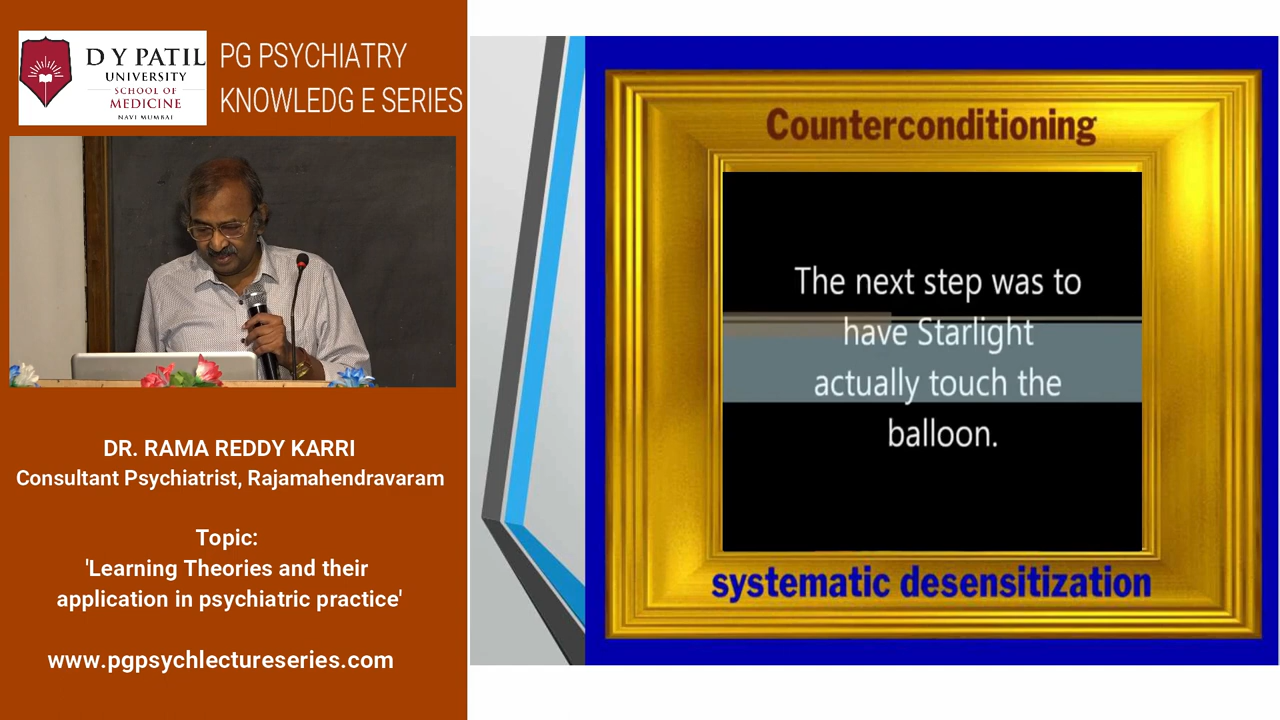 D Y PATIL
UNIVERSITY
SCHOOL OF
MEDICINE
NAVI MUMBAI
PG PSYCHIATRY
KNOWLEDG E SERIES
DR. RAMA REDDY KARRI
Consultant Psychiatrist, Rajamahendravaram
Topic:
'Learning Theories and their
application in psychiatric practice'
www.pgpsychlectureseries.com
Counterconditioning
The next step was to
have Starlight
actually touch the
balloon.
systematic desensitization